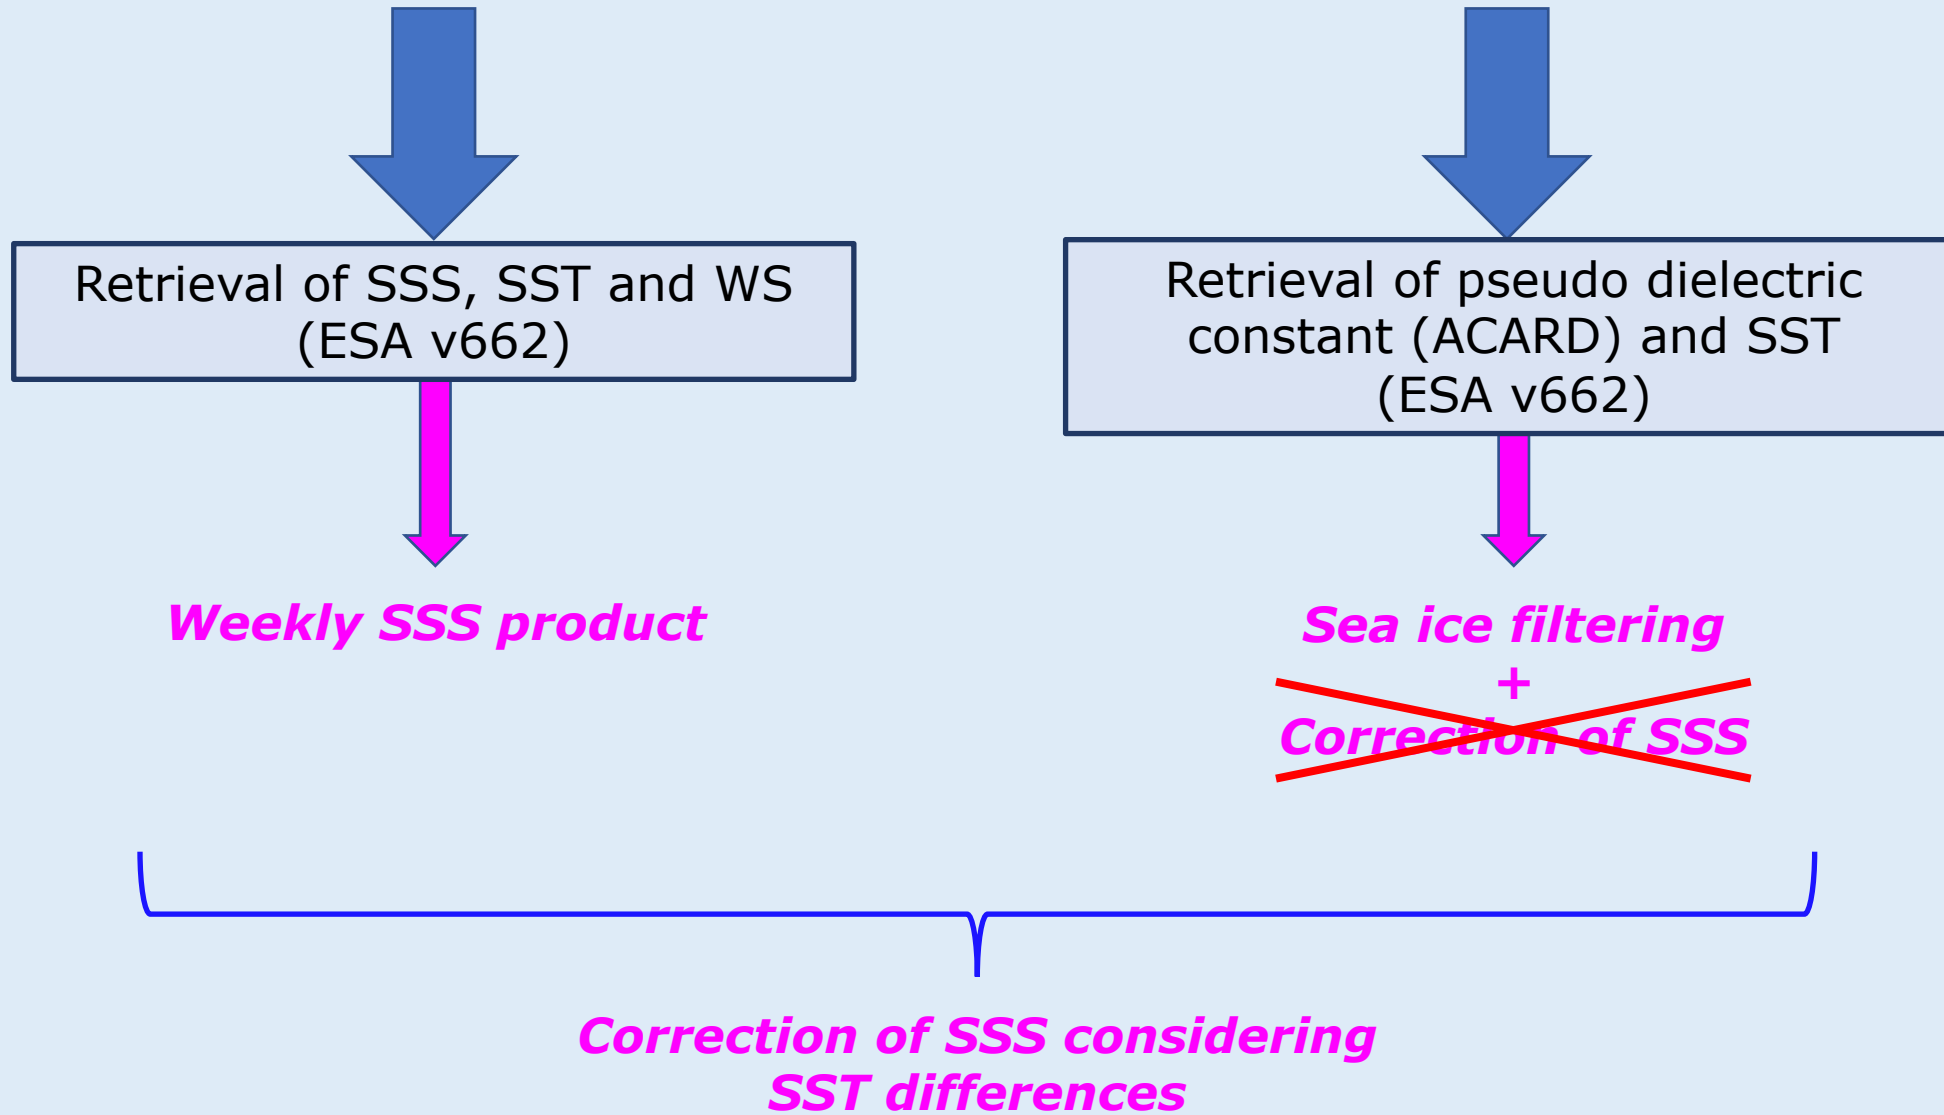 Retrieval of SSS, SST and WS
(ESA v662)
Retrieval of pseudo dielectric
constant (ACARD) and SST
(ESA v662)
Weekly SSS product
Sea ice filtering
+
Correction of SSS
Correction of SSS considering
SST differences